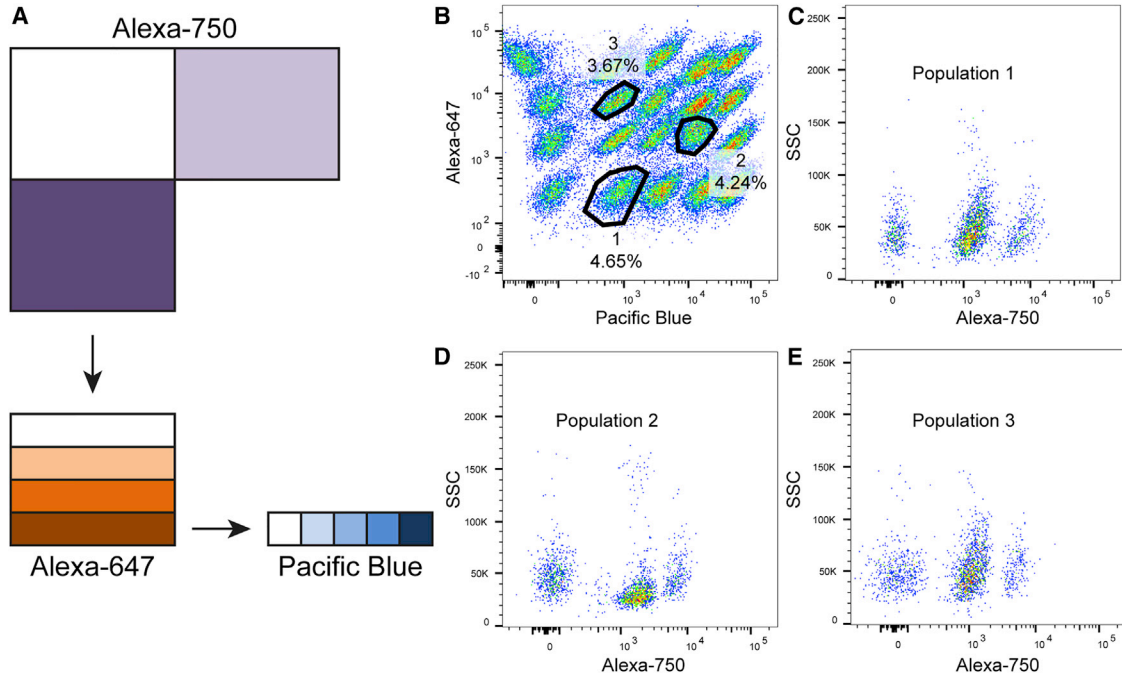 A
Alexa-750
Alexa-647
Pacific Blue
B
10^5
10^4
10^3
10^2
0
-10^2
Alexa-647
3
3.67%
2
4.24%
1
4.65%
0 10^3 10^4 10^5
Pacific Blue
C
250K
200K
150K
100K
50K
0
SSC
Population 1
0 10^3 10^4 10^5
Alexa-750
D
250K
200K
150K
100K
50K
0
SSC
Population 2
0 10^3 10^4 10^5
Alexa-750
E
250K
200K
150K
100K
50K
0
SSC
Population 3
0 10^3 10^4 10^5
Alexa-750